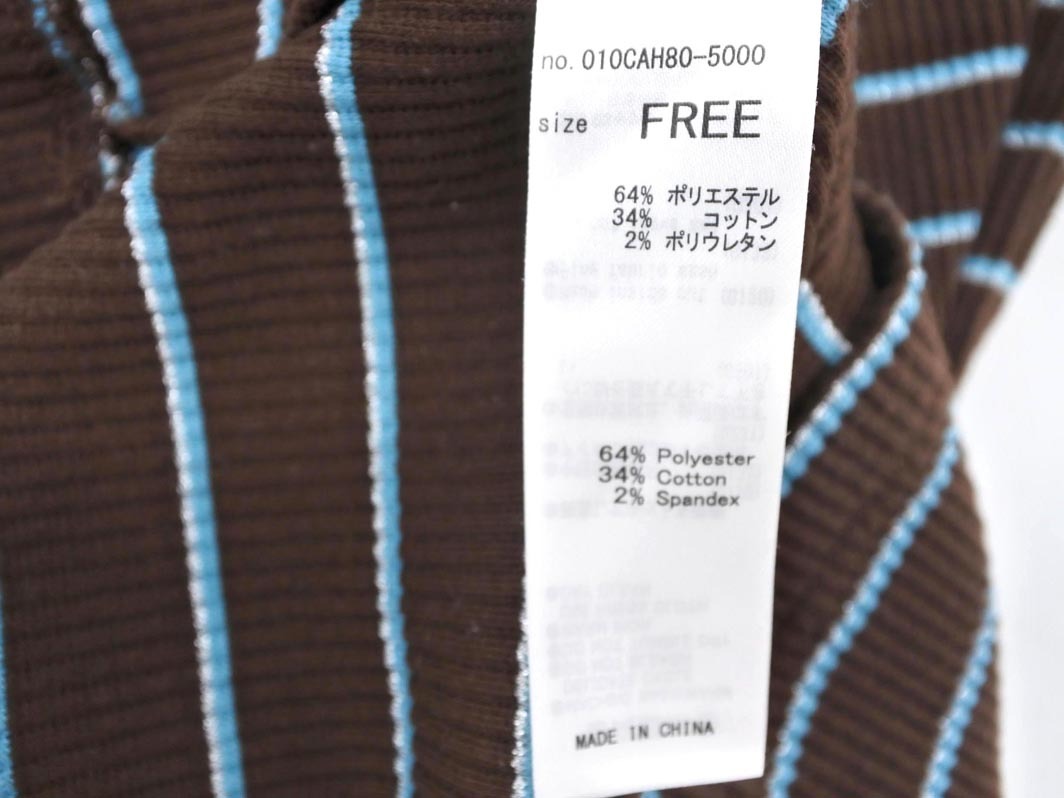 no. 010CAH80-5000
size FREE
64% ポリエステル
34% コットン
2% ポリウレタン
64% Polyester
34% Cotton
2% Spandex
MADE IN CHINA